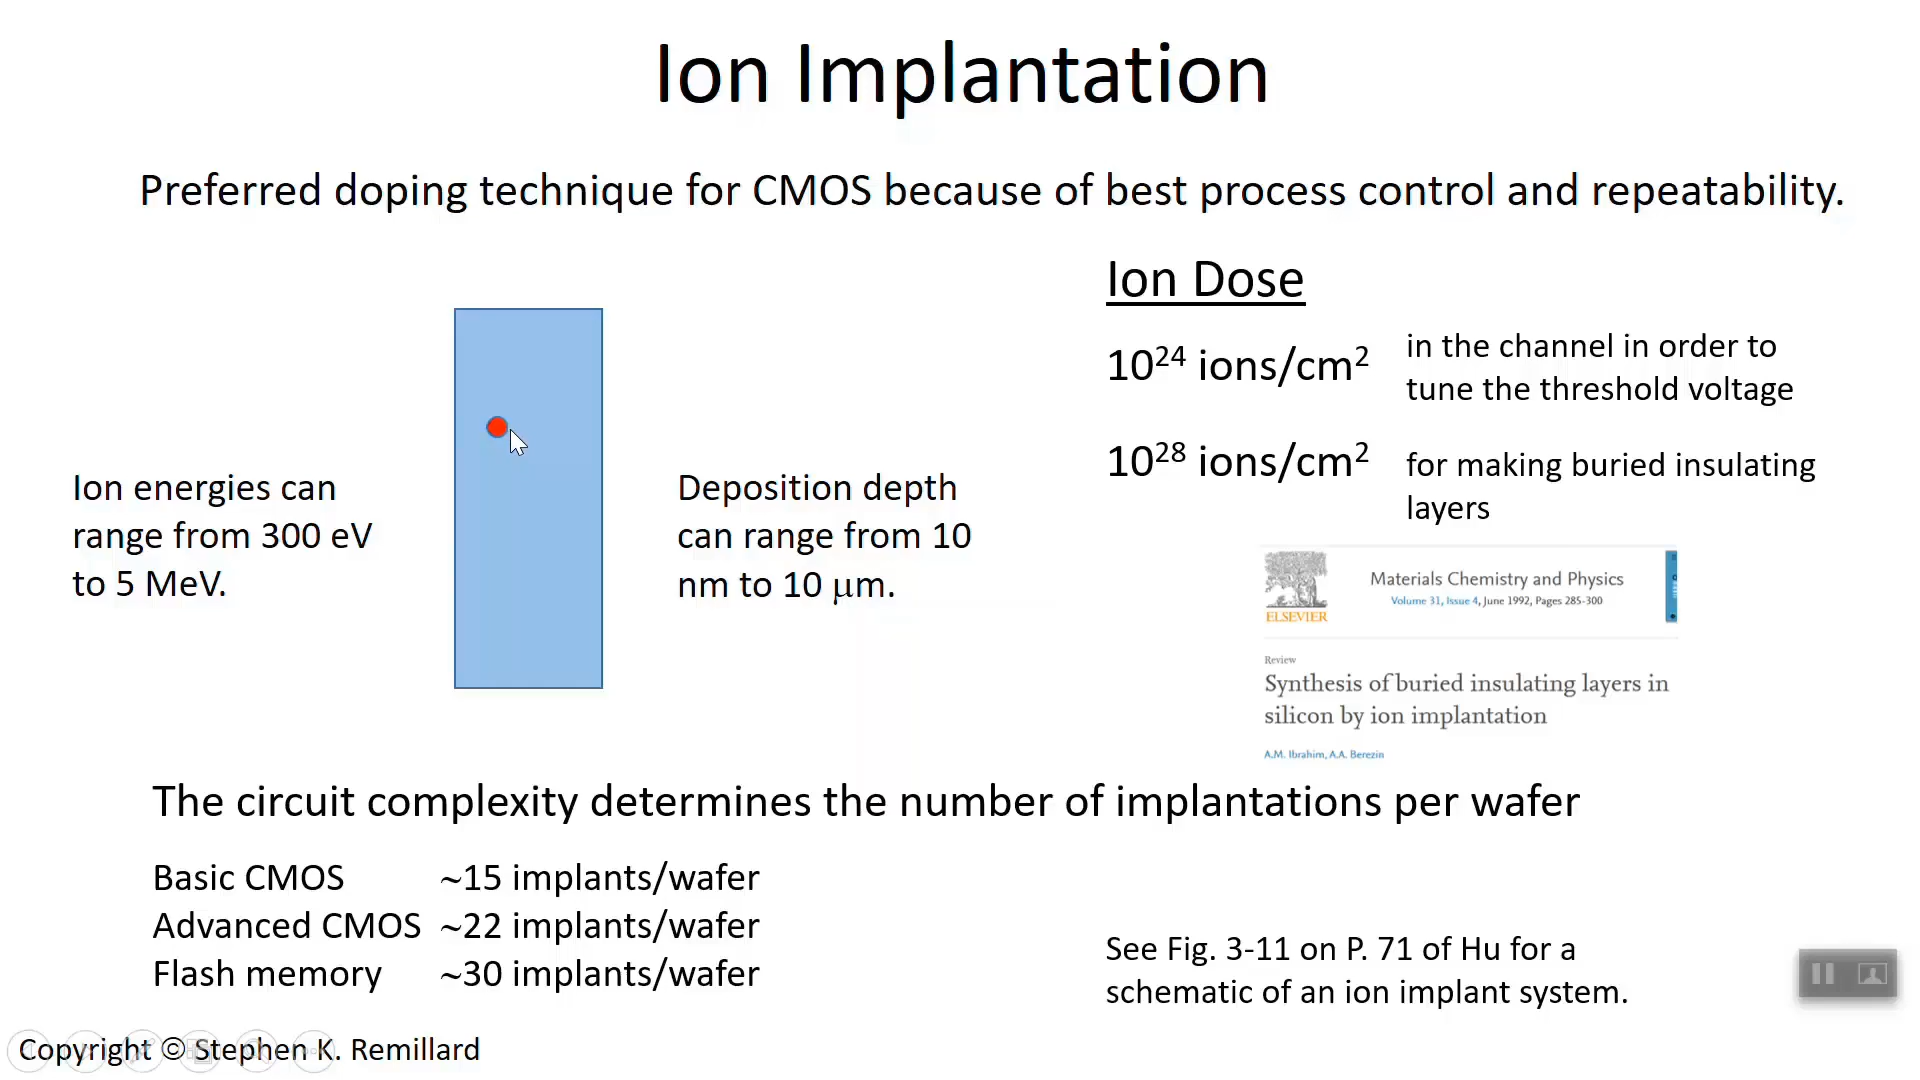 Ion Implantation
Preferred doping technique for CMOS because of best process control and repeatability.
Ion energies can
range from 300 eV
to 5 MeV.
Deposition depth
can range from 10
nm to 10 μm.
Ion Dose
10²⁴ ions/cm² in the channel in order to
tune the threshold voltage
10²⁸ ions/cm² for making buried insulating
layers
ELSEVIER
Materials Chemistry and Physics
Volume 31, Issue 4, June 1992, Pages 285-300
Review
Synthesis of buried insulating layers in
silicon by ion implantation
A.M. Ibrahim, A.A. Berezin
The circuit complexity determines the number of implantations per wafer
Basic CMOS ~15 implants/wafer
Advanced CMOS ~22 implants/wafer
Flash memory ~30 implants/wafer
See Fig. 3-11 on P. 71 of Hu for a
schematic of an ion implant system.
Copyright © Stephen K. Remillard